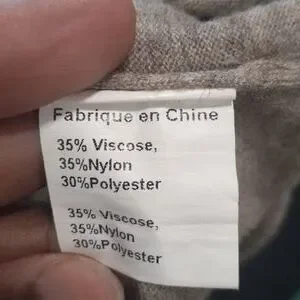 Fabrique en Chine
35% Viscose,
35%Nylon
30%Polyester
35% Viscose,
35%Nylon
30%Polyester